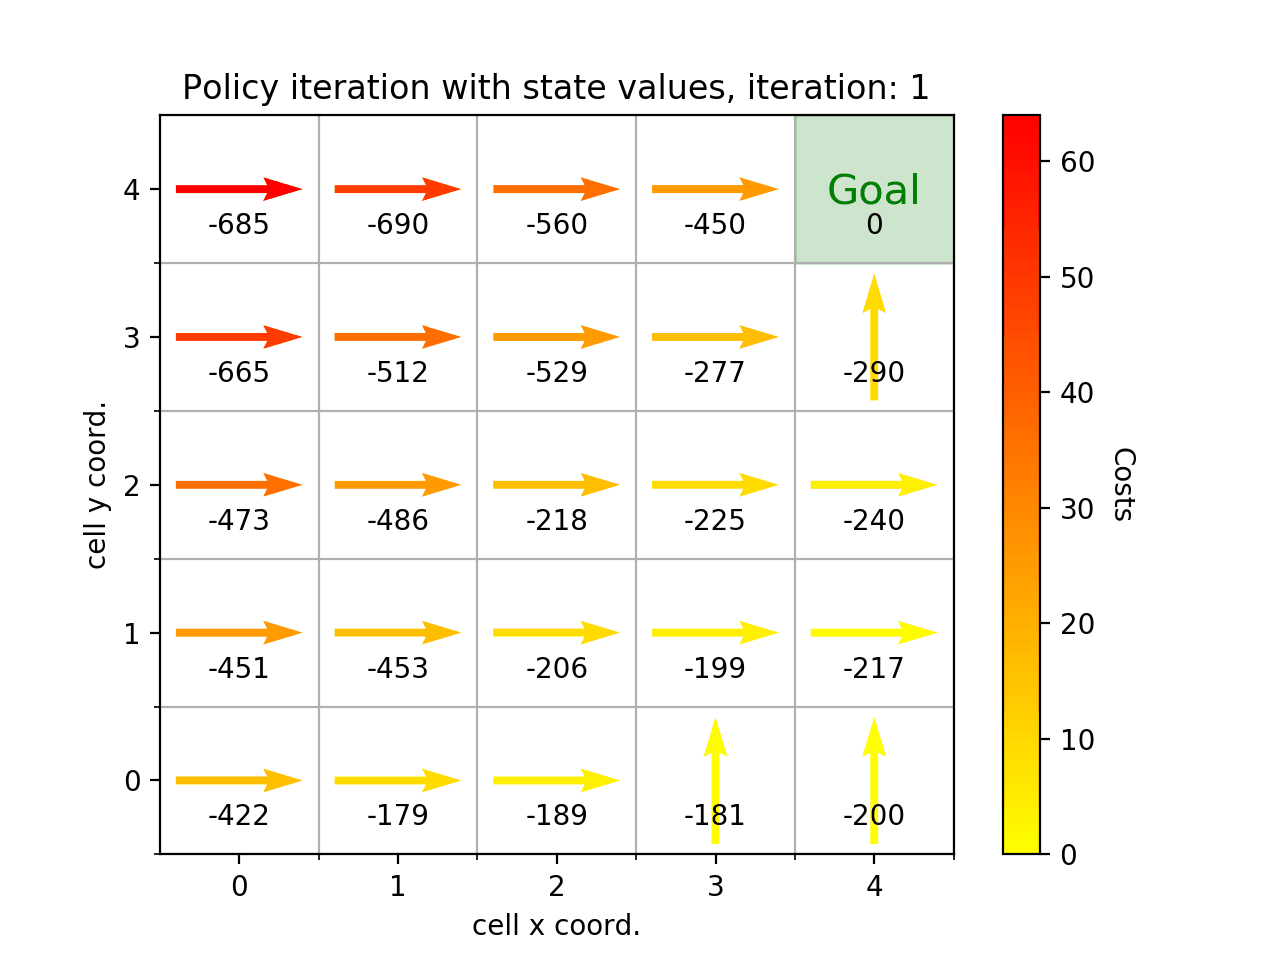 Policy iteration with state values, iteration: 1
4
Goal
-685 -690 -560 -450 0
3
-665 -512 -529 -277 -290
2
-473 -486 -218 -225 -240
1
-451 -453 -206 -199 -217
0
-422 -179 -189 -181 -200
0 1 2 3 4
cell x coord.
cell y coord.
60
50
40
30
20
10
0
Costs